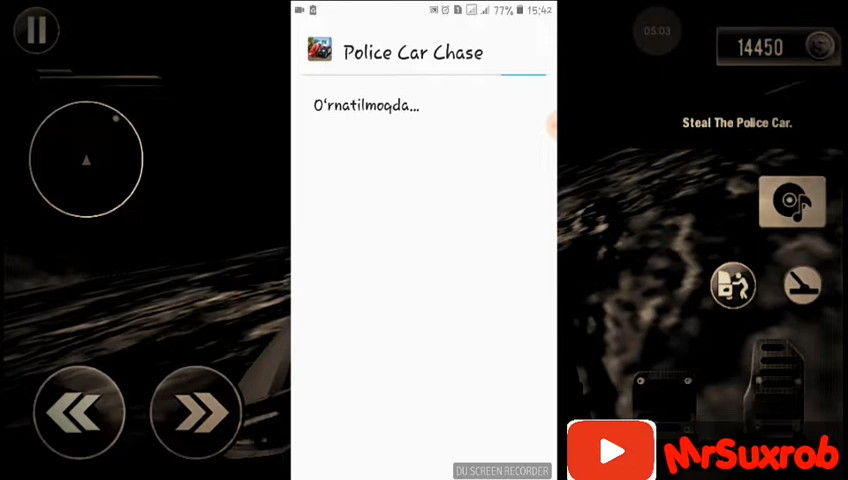 77% 15:42
05:03
14450
Police Car Chase
O'rnatilmoqda...
Steal The Police Car.
DU SCREEN RECORDER
MrSuxrob